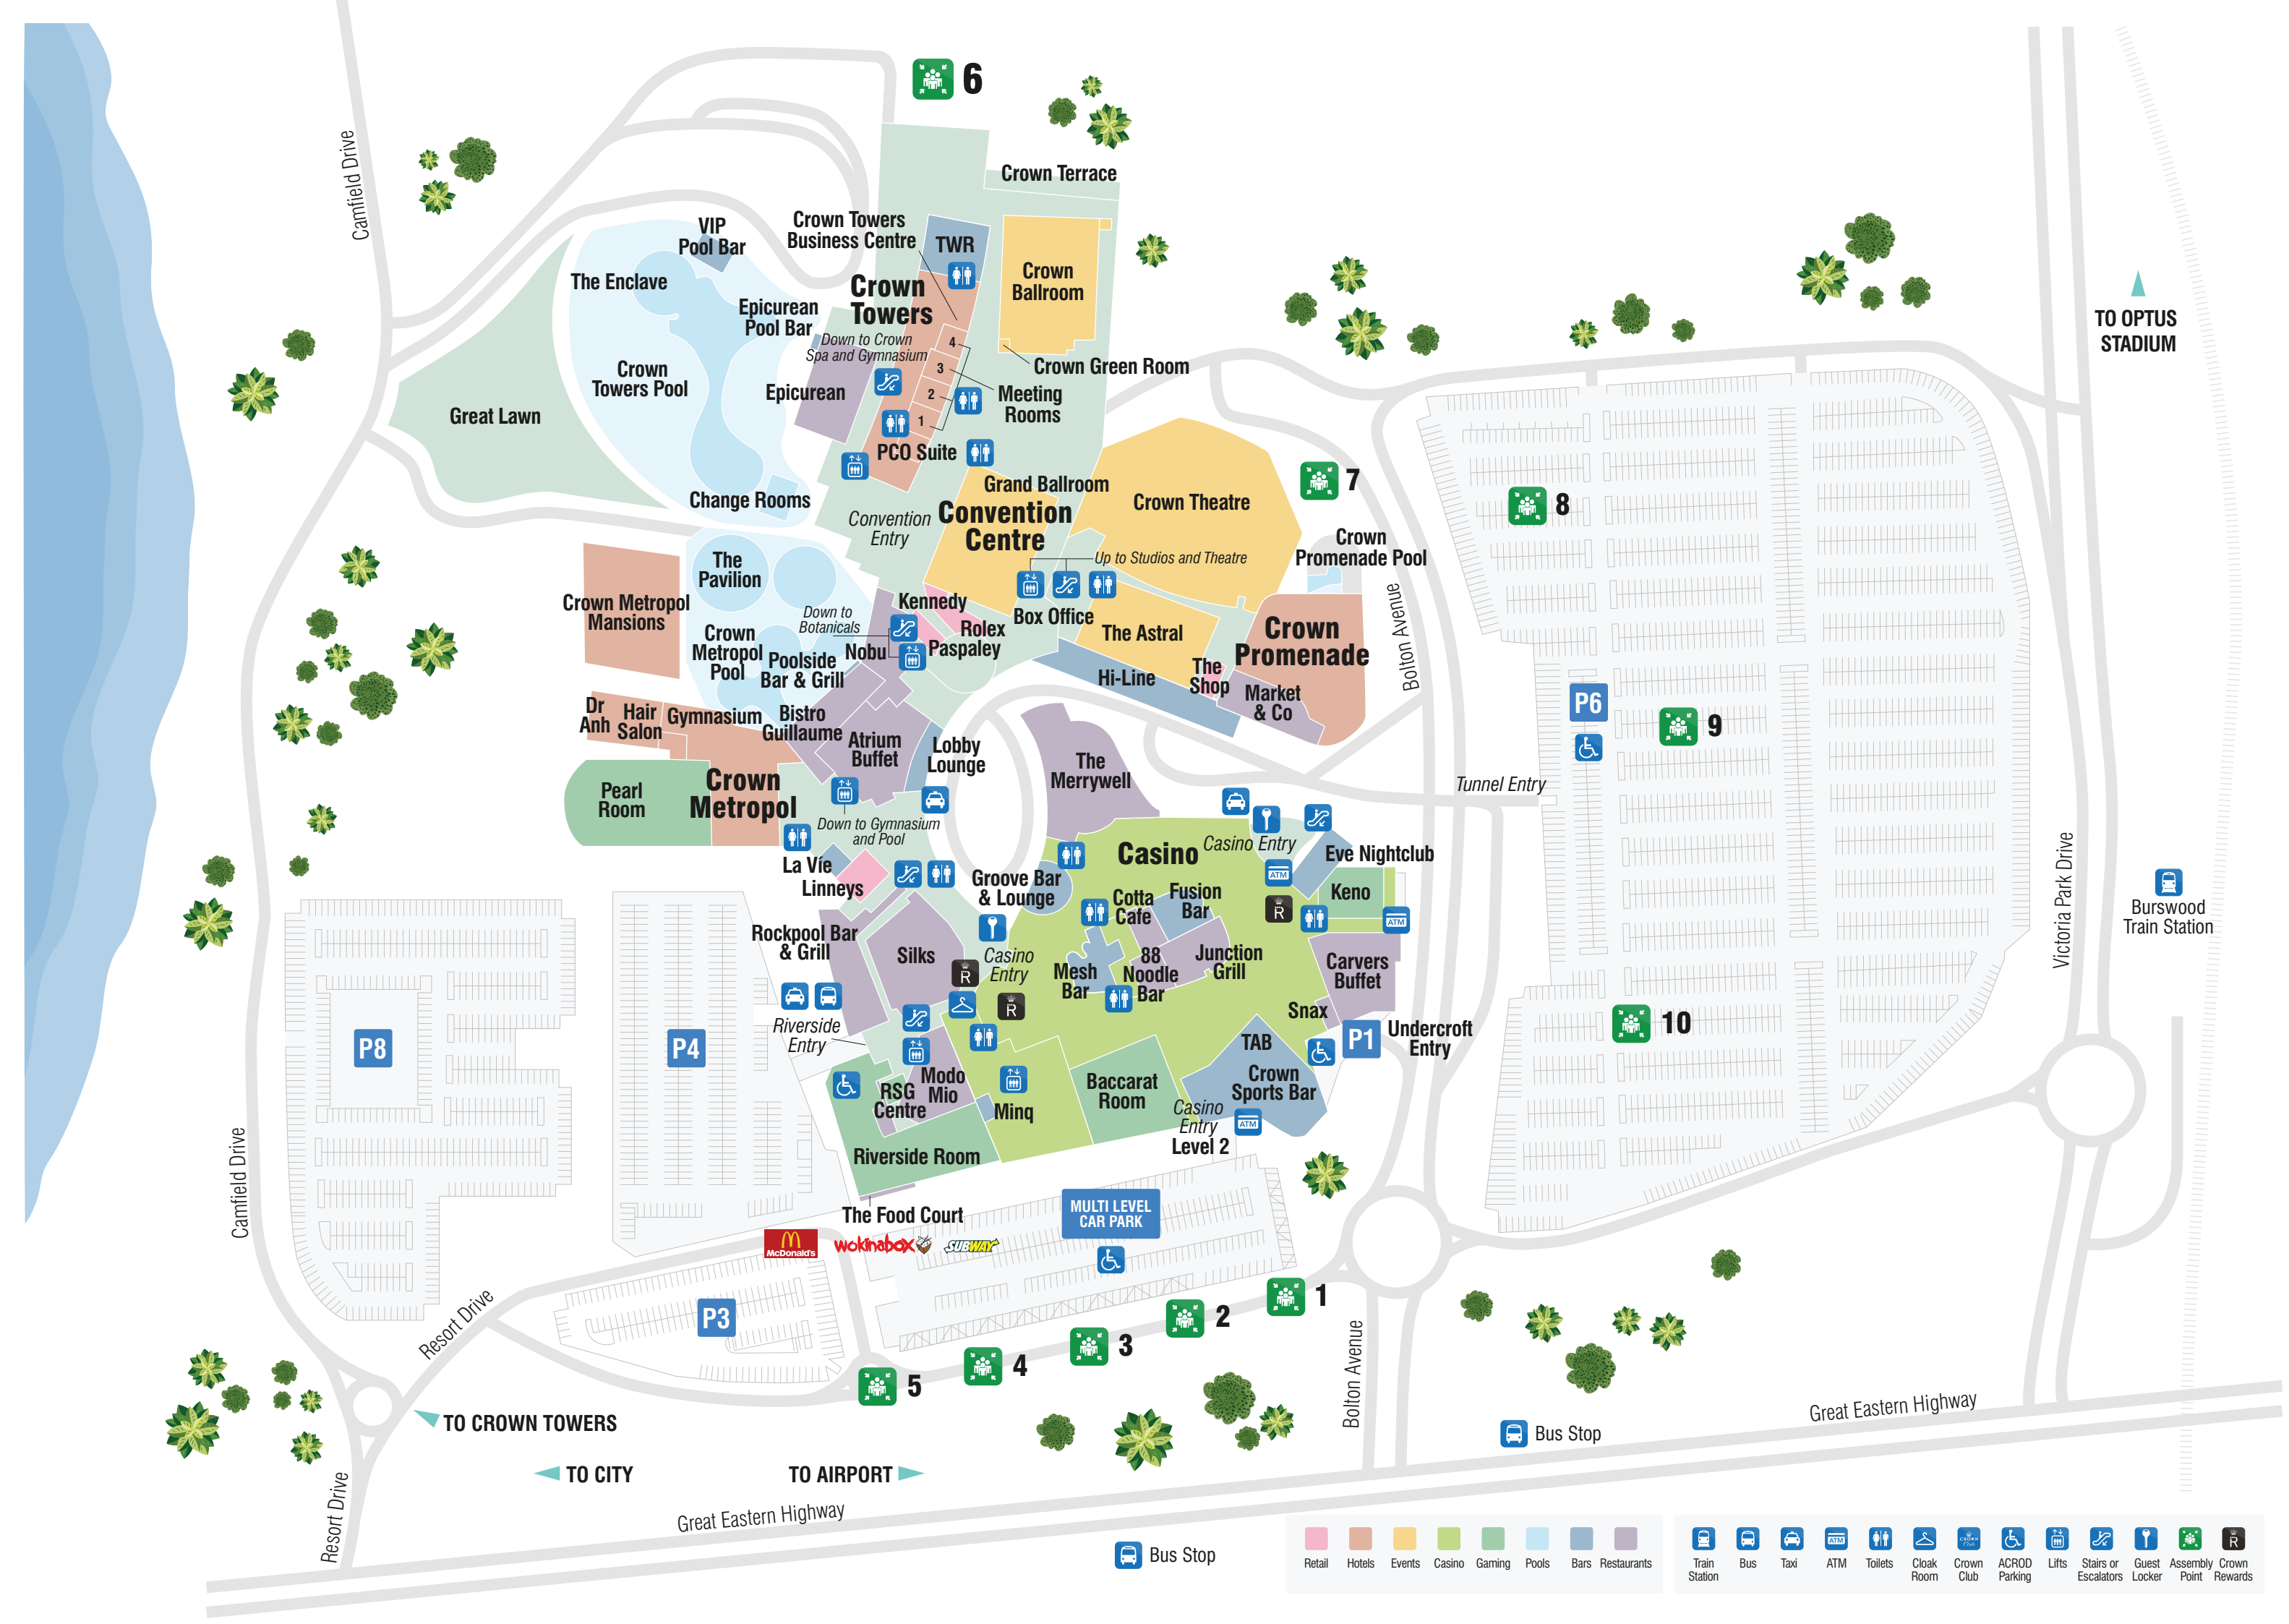 6
Camfield Drive
Crown Terrace
VIP
Pool Bar
Crown Towers
Business Centre
TWR
Crown
Ballroom
The Enclave
Crown
Towers
Epicurean
Pool Bar
Down to Crown
Spa and Gymnasium
4
3
2
1
Crown Green Room
Meeting
Rooms
Crown
Towers Pool
Epicurean
Great Lawn
PCO Suite
Change Rooms
Grand Ballroom
Convention
Centre
Convention
Entry
Crown Theatre
7
8
TO OPTUS
STADIUM
Crown
Promenade Pool
Up to Studios and Theatre
The
Pavilion
Crown Metropol
Mansions
Down to
Botanicals
Kennedy
Rolex
Paspaley
Box Office
The Astral
Crown
Promenade
Bolton Avenue
Crown
Metropol
Pool
Poolside
Bar & Grill
Nobu
Hi-Line
The
Shop
Market
& Co
P6
9
Dr
Anh
Hair
Salon
Gymnasium
Bistro
Guillaume
Atrium
Buffet
Lobby
Lounge
The
Merrywell
Tunnel Entry
Pearl
Room
Crown
Metropol
Down to Gymnasium
and Pool
Casino
Casino Entry
Eve Nightclub
La Víe
Linneys
Groove Bar
& Lounge
Cotta
Café
Fusion
Bar
ATM
Keno
R
ATM
Victoria Park Drive
Burswood
Train Station
Rockpool Bar
& Grill
Silks
Casino
Entry
R
R
Mesh
Bar
88
Noodle
Bar
Junction
Grill
Carvers
Buffet
Snax
Riverside
Entry
P8
P4
P1
Undercroft
Entry
10
TAB
Crown
Sports Bar
RSG
Centre
Modo
Mio
Minq
Baccarat
Room
Casino
Entry
Level 2
ATM
Riverside Room
Camfield Drive
The Food Court
McDonald's
wokinabox
SUBWAY
MULTI LEVEL
CAR PARK
P3
Resort Drive
1
2
3
4
5
Bolton Avenue
TO CROWN TOWERS
TO CITY
TO AIRPORT
Resort Drive
Great Eastern Highway
Great Eastern Highway
Bus Stop
Bus Stop
Retail
Hotels
Events
Casino
Gaming
Pools
Bars
Restaurants
Train
Station
Bus
Taxi
ATM
ATM
Toilets
Cloak
Room
CROWN
Club
Crown
Club
ACROD
Parking
Lifts
Stairs or
Escalators
Guest
Locker
Assembly
Point
R
Crown
Rewards